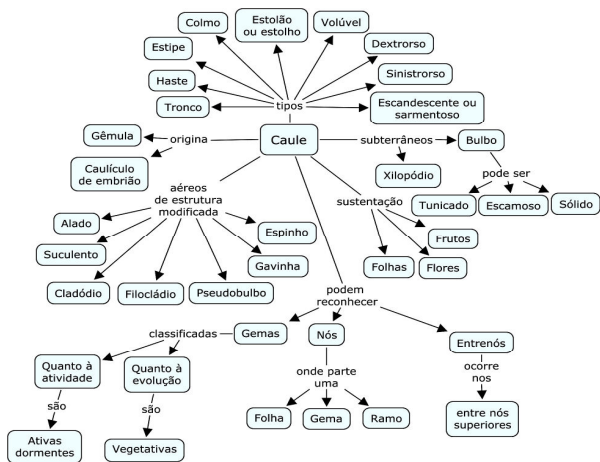 Colmo
Estolão
ou estolho
Volúvel
Estipe
Dextrorso
Haste
Sinistrorso
Tronco
tipos
Escandescente ou
sarmentoso
Gêmula
origina
Caule
subterrâneos
Bulbo
Caulículo
de embrião
Xilopódio
pode ser
aéreos
de estrutura
modificada
sustentação
Tunicado
Escamoso
Sólido
Alado
Espinho
Frutos
Suculento
Gavinha
Folhas
Flores
Cladódio
Filocládio
Pseudobulbo
podem
reconhecer
classificadas
Gemas
Nós
Entrenós
Quanto à
atividade
Quanto à
evolução
onde parte
uma
ocorre
nos
são
são
Folha
Gema
Ramo
entre nós
superiores
Ativas
dormentes
Vegetativas